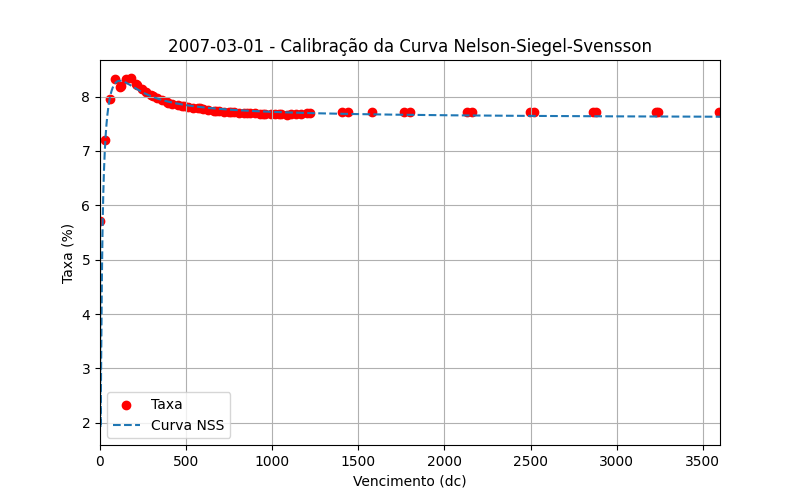 2007-03-01 - Calibração da Curva Nelson-Siegel-Svensson
Taxa (%)
8
7
6
5
4
3
2
Taxa
Curva NSS
0 500 1000 1500 2000 2500 3000 3500
Vencimento (dc)